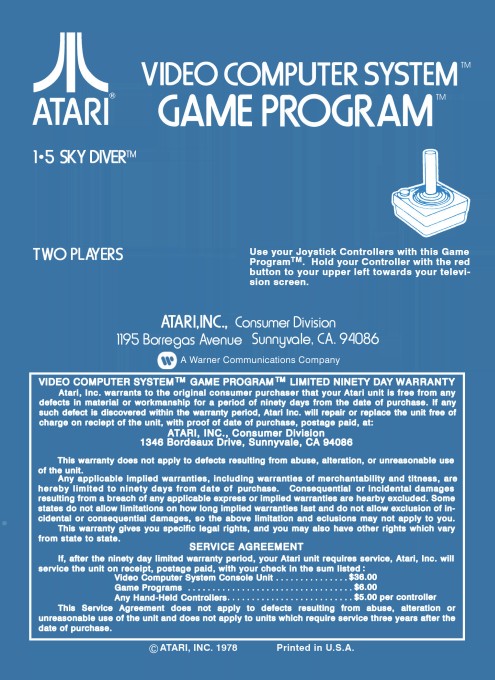 ATARI®
VIDEO COMPUTER SYSTEM™
GAME PROGRAM™
1•5 SKY DIVER™
TWO PLAYERS
Use your Joystick Controllers with this Game
Program™. Hold your Controller with the red
button to your upper left towards your televi-
sion screen.
ATARI,INC., Consumer Division
1195 Borregas Avenue Sunnyvale, CA. 94086
A Warner Communications Company
VIDEO COMPUTER SYSTEM™ GAME PROGRAM™ LIMITED NINETY DAY WARRANTY
Atari, Inc. warrants to the original consumer purchaser that your Atari unit is free from any
defects in material or workmanship for a period of ninety days from the date of purchase. If any
such defect is discovered within the warranty period, Atari Inc. will repair or replace the unit free of
charge on reciept of the unit, with proof of date of purchase, postage paid, at:
ATARI, INC., Consumer Division
1346 Bordeaux Drive, Sunnyvale, CA 94086
This warranty does not apply to defects resulting from abuse, alteration, or unreasonable use
of the unit.
Any applicable implied warranties, including warranties of merchantability and titness, are
hereby limited to ninety days from date of purchase. Consequential or incidental damages
resulting from a breach of any applicable express or implied warranties are hearby excluded. Some
states do not allow limitations on how long implied warranties last and do not allow exclusion of in-
cidental or consequential damages, so the above limitation and eclusions may not apply to you.
This warranty gives you specific legal rights, and you may also have other rights which vary
from state to state.
SERVICE AGREEMENT
If, after the ninety day limited warranty period, your Atari unit requires service, Atari, Inc. will
service the unit on receipt, postage paid, with your check in the sum listed :
Video Computer System Console Unit . . . . . . . . . . . . . . . $36.00
Game Programs . . . . . . . . . . . . . . . . . . . . . . . . . . . . . . . . . . $6.00
Any Hand-Held Controllers. . . . . . . . . . . . . . . . . . . . . . . . . . $5.00 per controller
This Service Agreement does not apply to defects resulting from abuse, alteration or
unreasonable use of the unit and does not apply to units which require service three years after the
date of purchase.
© ATARI, INC. 1978 Printed in U.S.A.